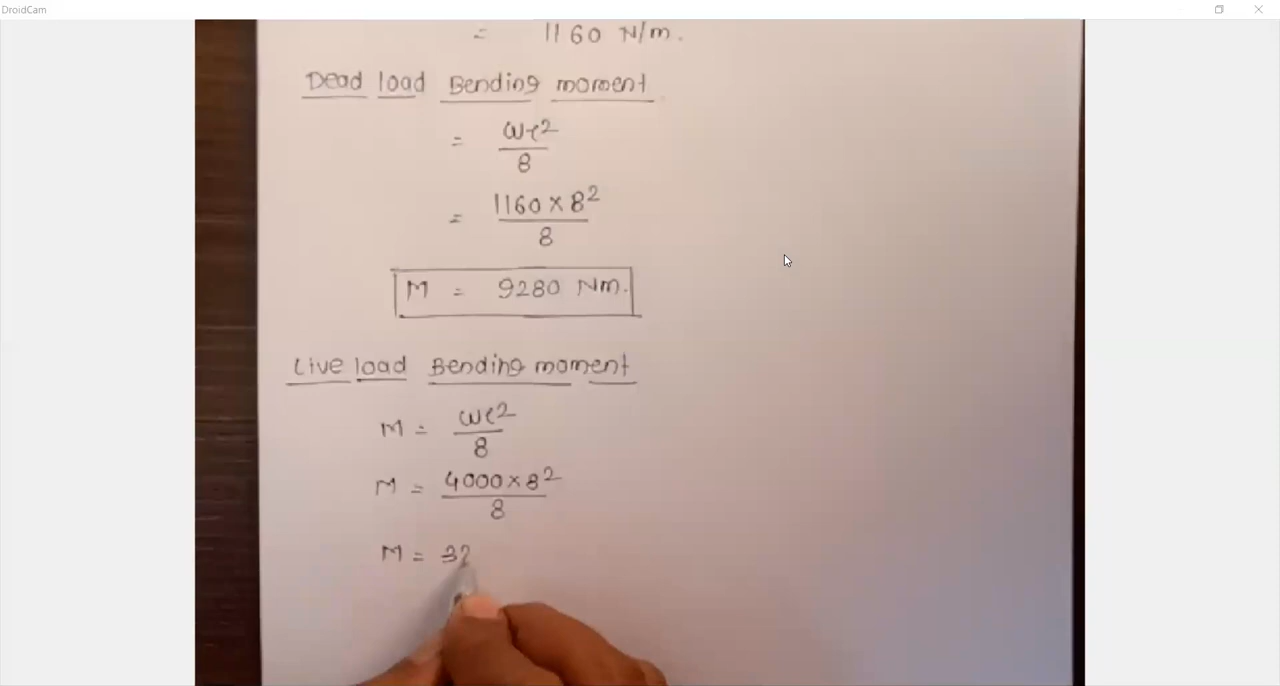 DroidCam
= 1160 N/m.
Dead load Bending moment
= wl²/8
= 1160 × 8²/8
M = 9280 Nm.
Live load Bending moment
M = wl²/8
M = 4000 × 8²/8
M = 32